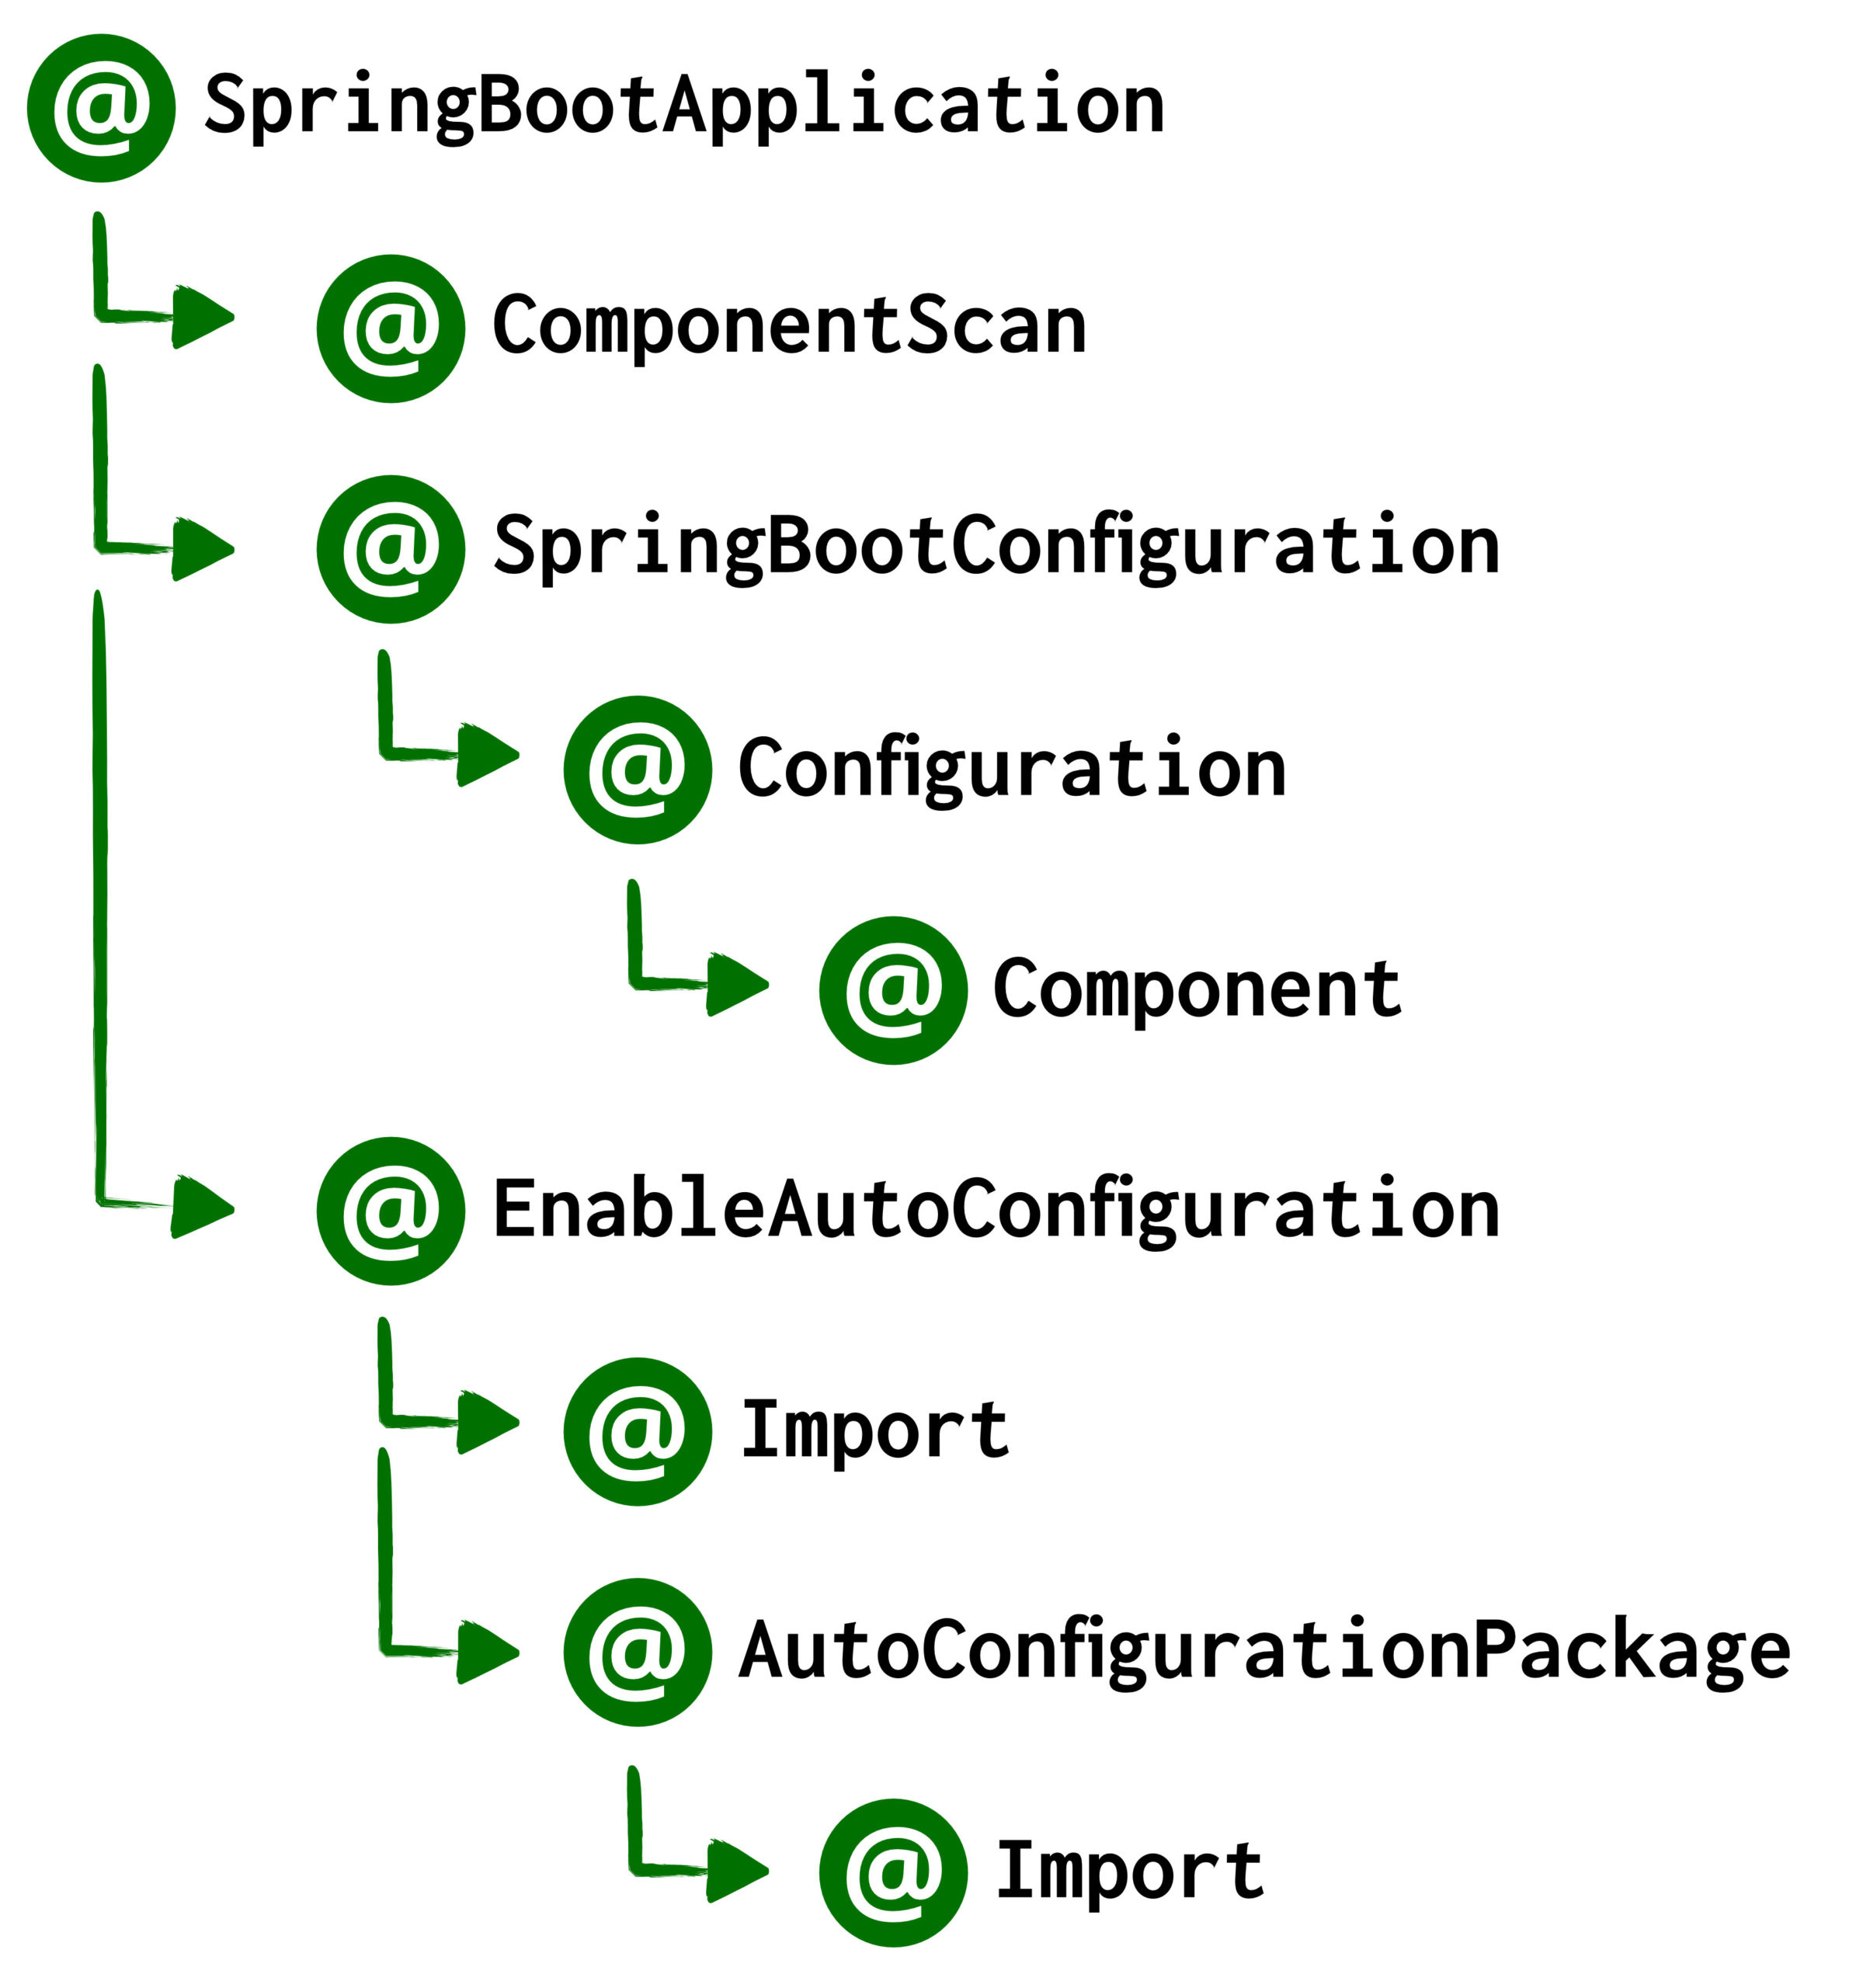 @ SpringBootApplication
@ ComponentScan
@ SpringBootConfiguration
@ Configuration
@ Component
@ EnableAutoConfiguration
@ Import
@ AutoConfigurationPackage
@ Import